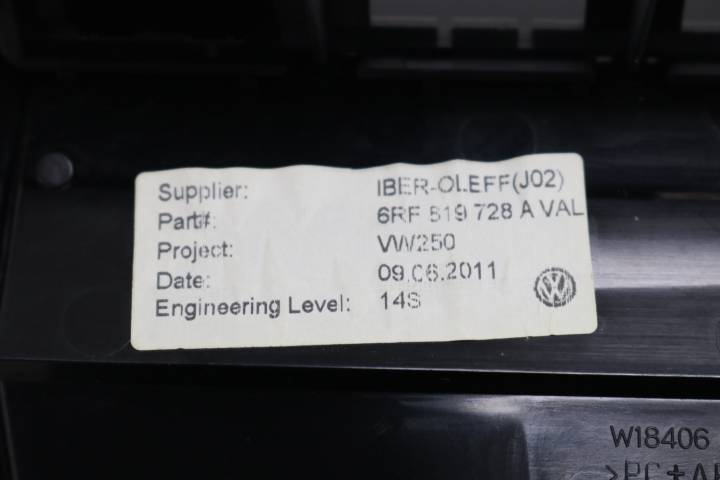 Supplier: IBER-OLEFF(J02)
Part#: 6RF 819 728 A VAL
Project: VW250
Date: 09.06.2011
Engineering Level: 14S
W18406
>PC+A